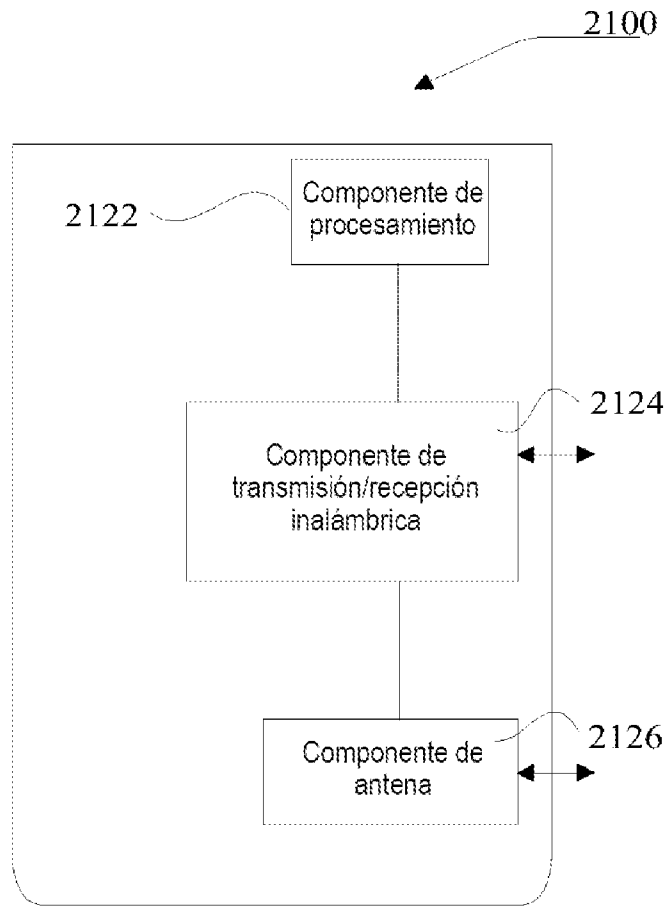 2100
Componente de
procesamiento
2122
2124
Componente de
transmisión/recepción
inalámbrica
2126
Componente de
antena